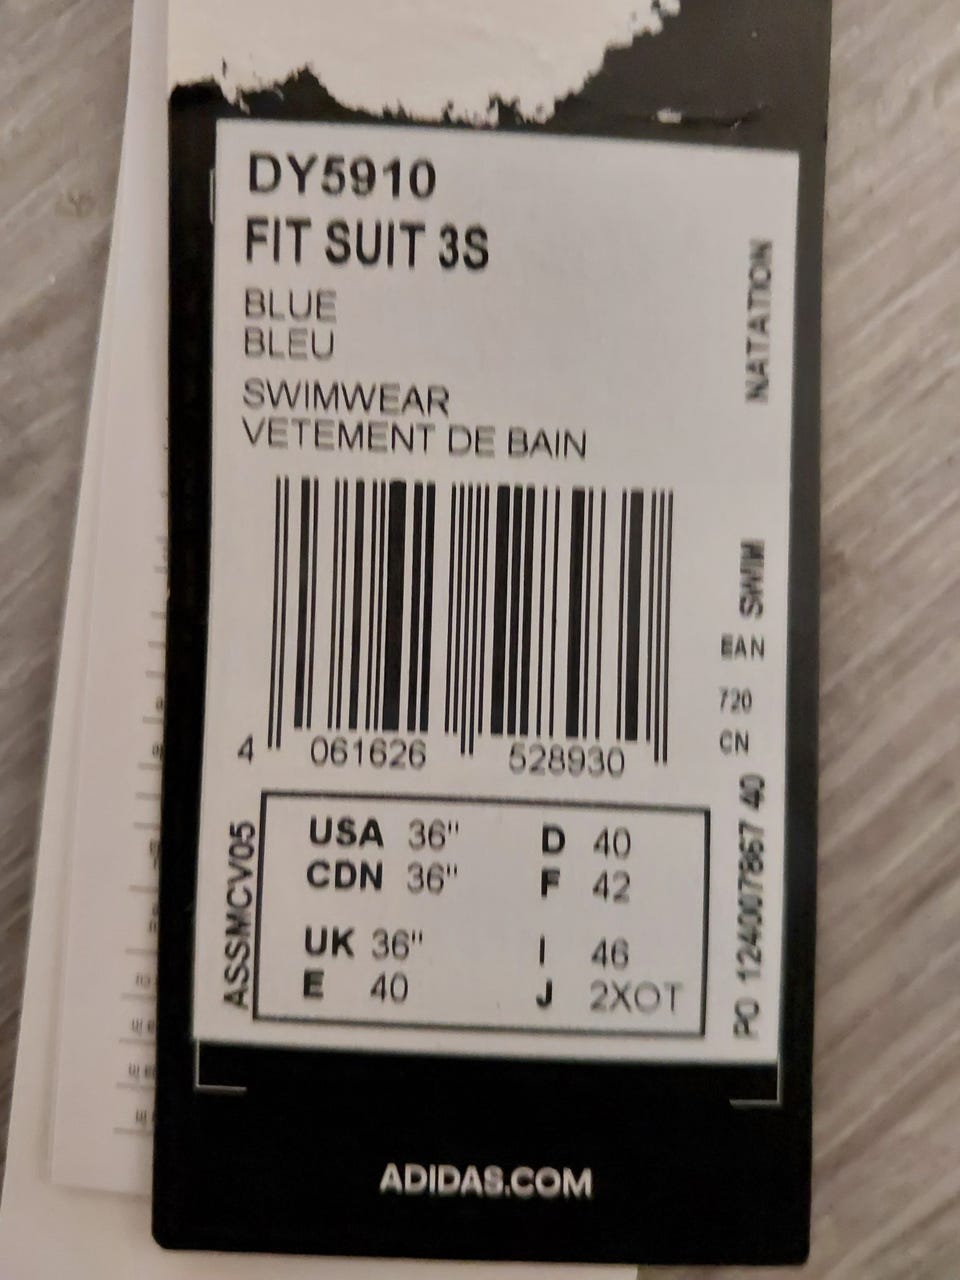 DY5910
FIT SUIT 3S
BLUE
BLEU
SWIMWEAR
VETEMENT DE BAIN
NATATION
SWIM
EAN
720
CN
4 061626 528930
ASSMCV05
USA 36" D 40
CDN 36" F 42
UK 36" I 46
E 40 J 2XOT
PO 1240078867 40
ADIDAS.COM